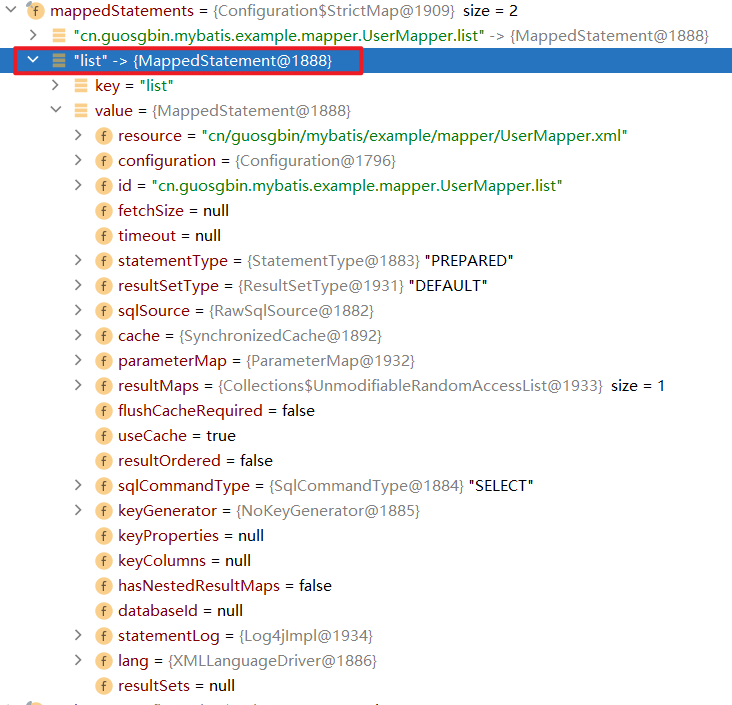 mappedStatements = {Configuration$StrictMap@1909} size = 2
"cn.guosgbin.mybatis.example.mapper.UserMapper.list" -> {MappedStatement@1888}
"list" -> {MappedStatement@1888}
key = "list"
value = {MappedStatement@1888}
f resource = "cn/guosgbin/mybatis/example/mapper/UserMapper.xml"
f configuration = {Configuration@1796}
f id = "cn.guosgbin.mybatis.example.mapper.UserMapper.list"
f fetchSize = null
f timeout = null
f statementType = {StatementType@1883} "PREPARED"
f resultSetType = {ResultSetType@1931} "DEFAULT"
f sqlSource = {RawSqlSource@1882}
f cache = {SynchronizedCache@1892}
f parameterMap = {ParameterMap@1932}
f resultMaps = {Collections$UnmodifiableRandomAccessList@1933} size = 1
f flushCacheRequired = false
f useCache = true
f resultOrdered = false
f sqlCommandType = {SqlCommandType@1884} "SELECT"
f keyGenerator = {NoKeyGenerator@1885}
f keyProperties = null
f keyColumns = null
f hasNestedResultMaps = false
f databaseId = null
f statementLog = {Log4jImpl@1934}
f lang = {XMLLanguageDriver@1886}
f resultSets = null